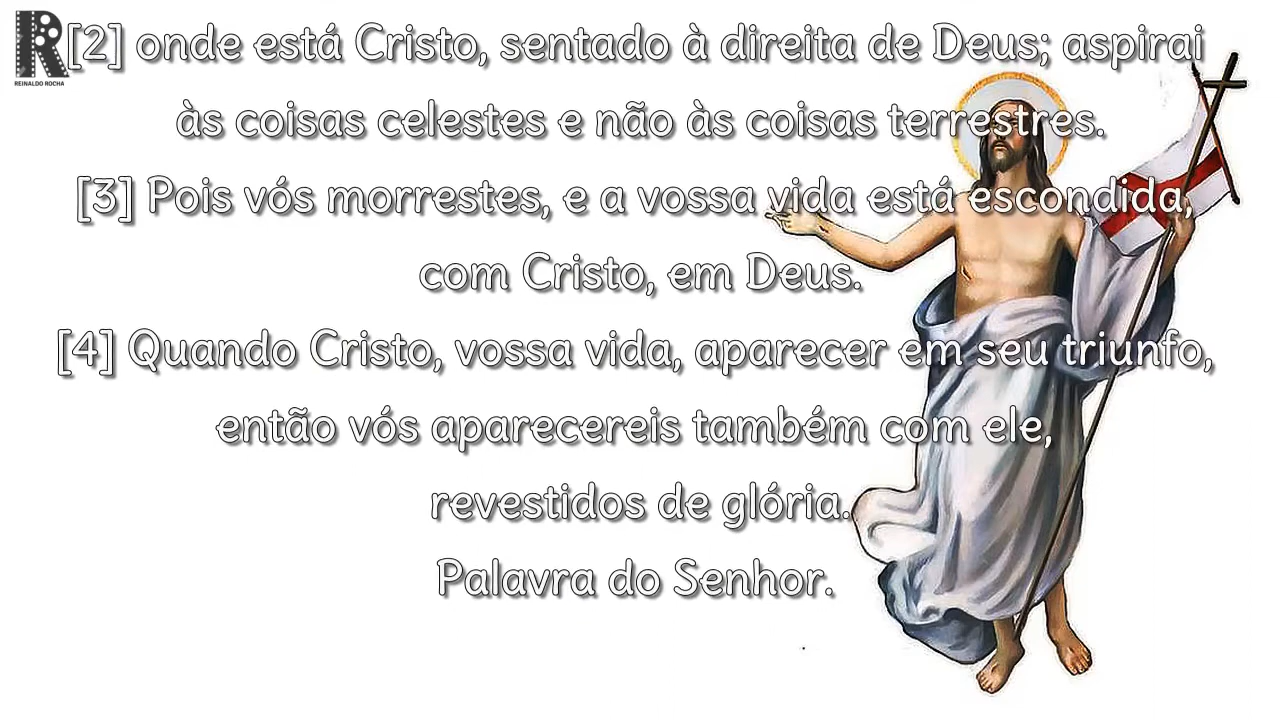 R
REINALDO ROCHA
[2] onde está Cristo, sentado à direita de Deus; aspirai
às coisas celestes e não às coisas terrestres.
[3] Pois vós morrestes, e a vossa vida está escondida,
com Cristo, em Deus.
[4] Quando Cristo, vossa vida, aparecer em seu triunfo,
então vós aparecereis também com ele,
revestidos de glória.
Palavra do Senhor.